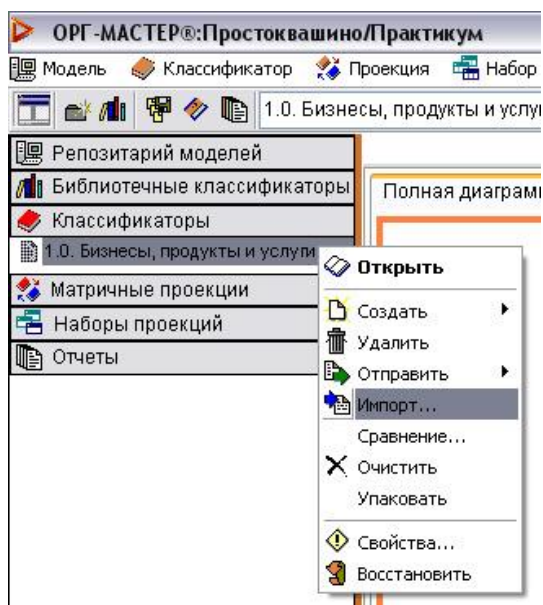 ОРГ-МАСТЕР®:Простоквашино/Практикум
Модель Классификатор Проекция Набор
1.0. Бизнесы, продукты и услу
Репозитарий моделей
Библиотечные классификаторы
Полная диаграм
Классификаторы
1.0. Бизнесы, продукты и услуги
Матричные проекции
Наборы проекций
Отчеты
Открыть
Создать
Удалить
Отправить
Импорт...
Сравнение...
Очистить
Упаковать
Свойства...
Восстановить